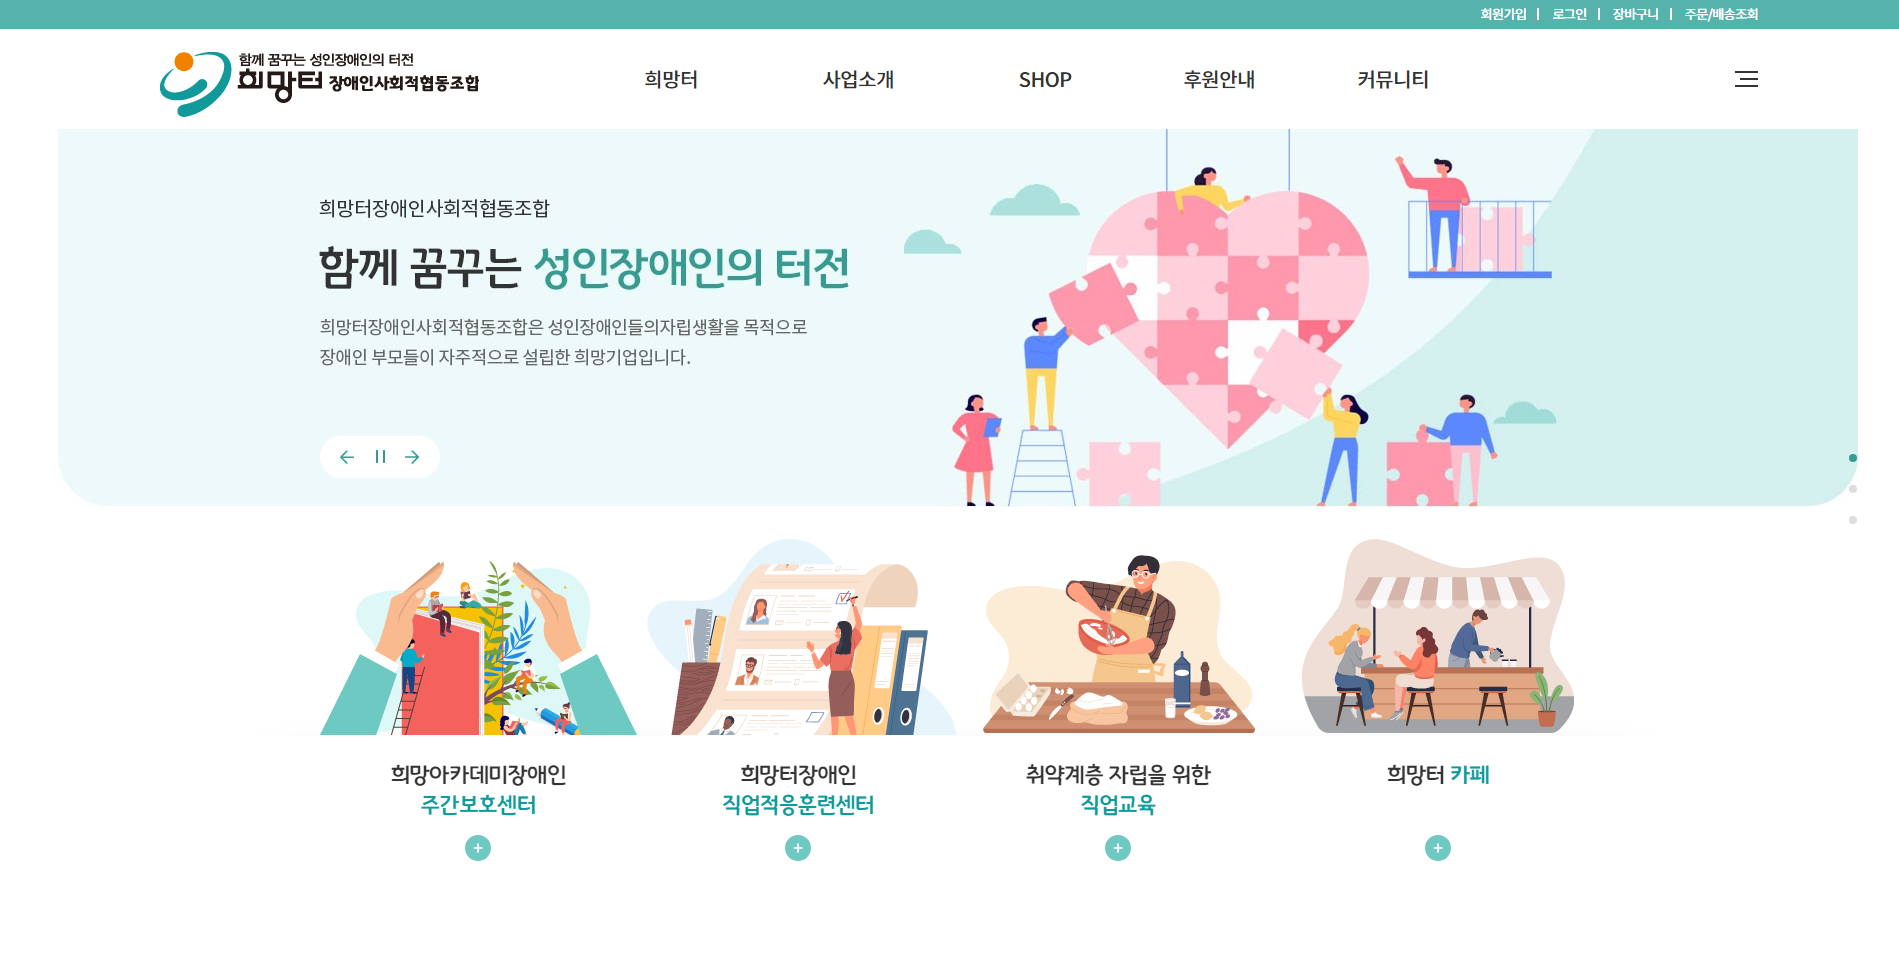 회원가입 로그인 장바구니 주문/배송조회
함께 꿈꾸는 성인장애인의 터전
희망터 장애인사회적협동조합
희망터 사업소개 SHOP 후원안내 커뮤니티
희망터장애인사회적협동조합
함께 꿈꾸는 성인장애인의 터전
희망터장애인사회적협동조합은 성인장애인들의자립생활을 목적으로
장애인 부모들이 자주적으로 설립한 희망기업입니다.
희망아카데미장애인
주간보호센터
희망터장애인
직업적응훈련센터
취약계층 자립을 위한
직업교육
희망터 카페